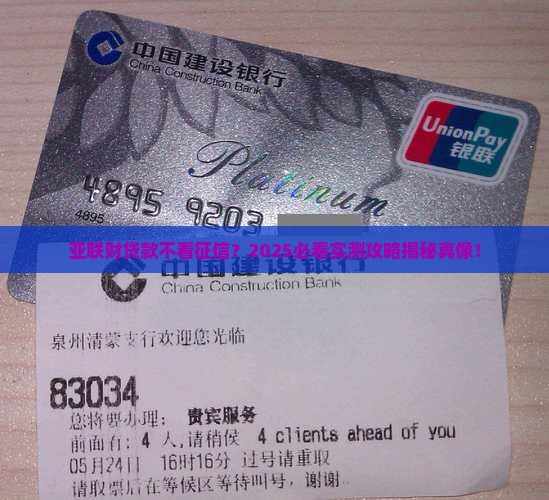 中国建设银行
China Construction Bank
UnionPay
银联
Platinum
4895 9203
4895
亚联财贷款不看征信？2025必看实测攻略揭秘真像！
中国建设银行
China Construction Bank
泉州清蒙支行欢迎您光临
83034
您将要办理： 贵宾服务
前面有: 4 人,请稍侯 4 clients ahead of you
05月24日 16时16分 过号请重取
请取票后在等候区等待叫号，谢谢.